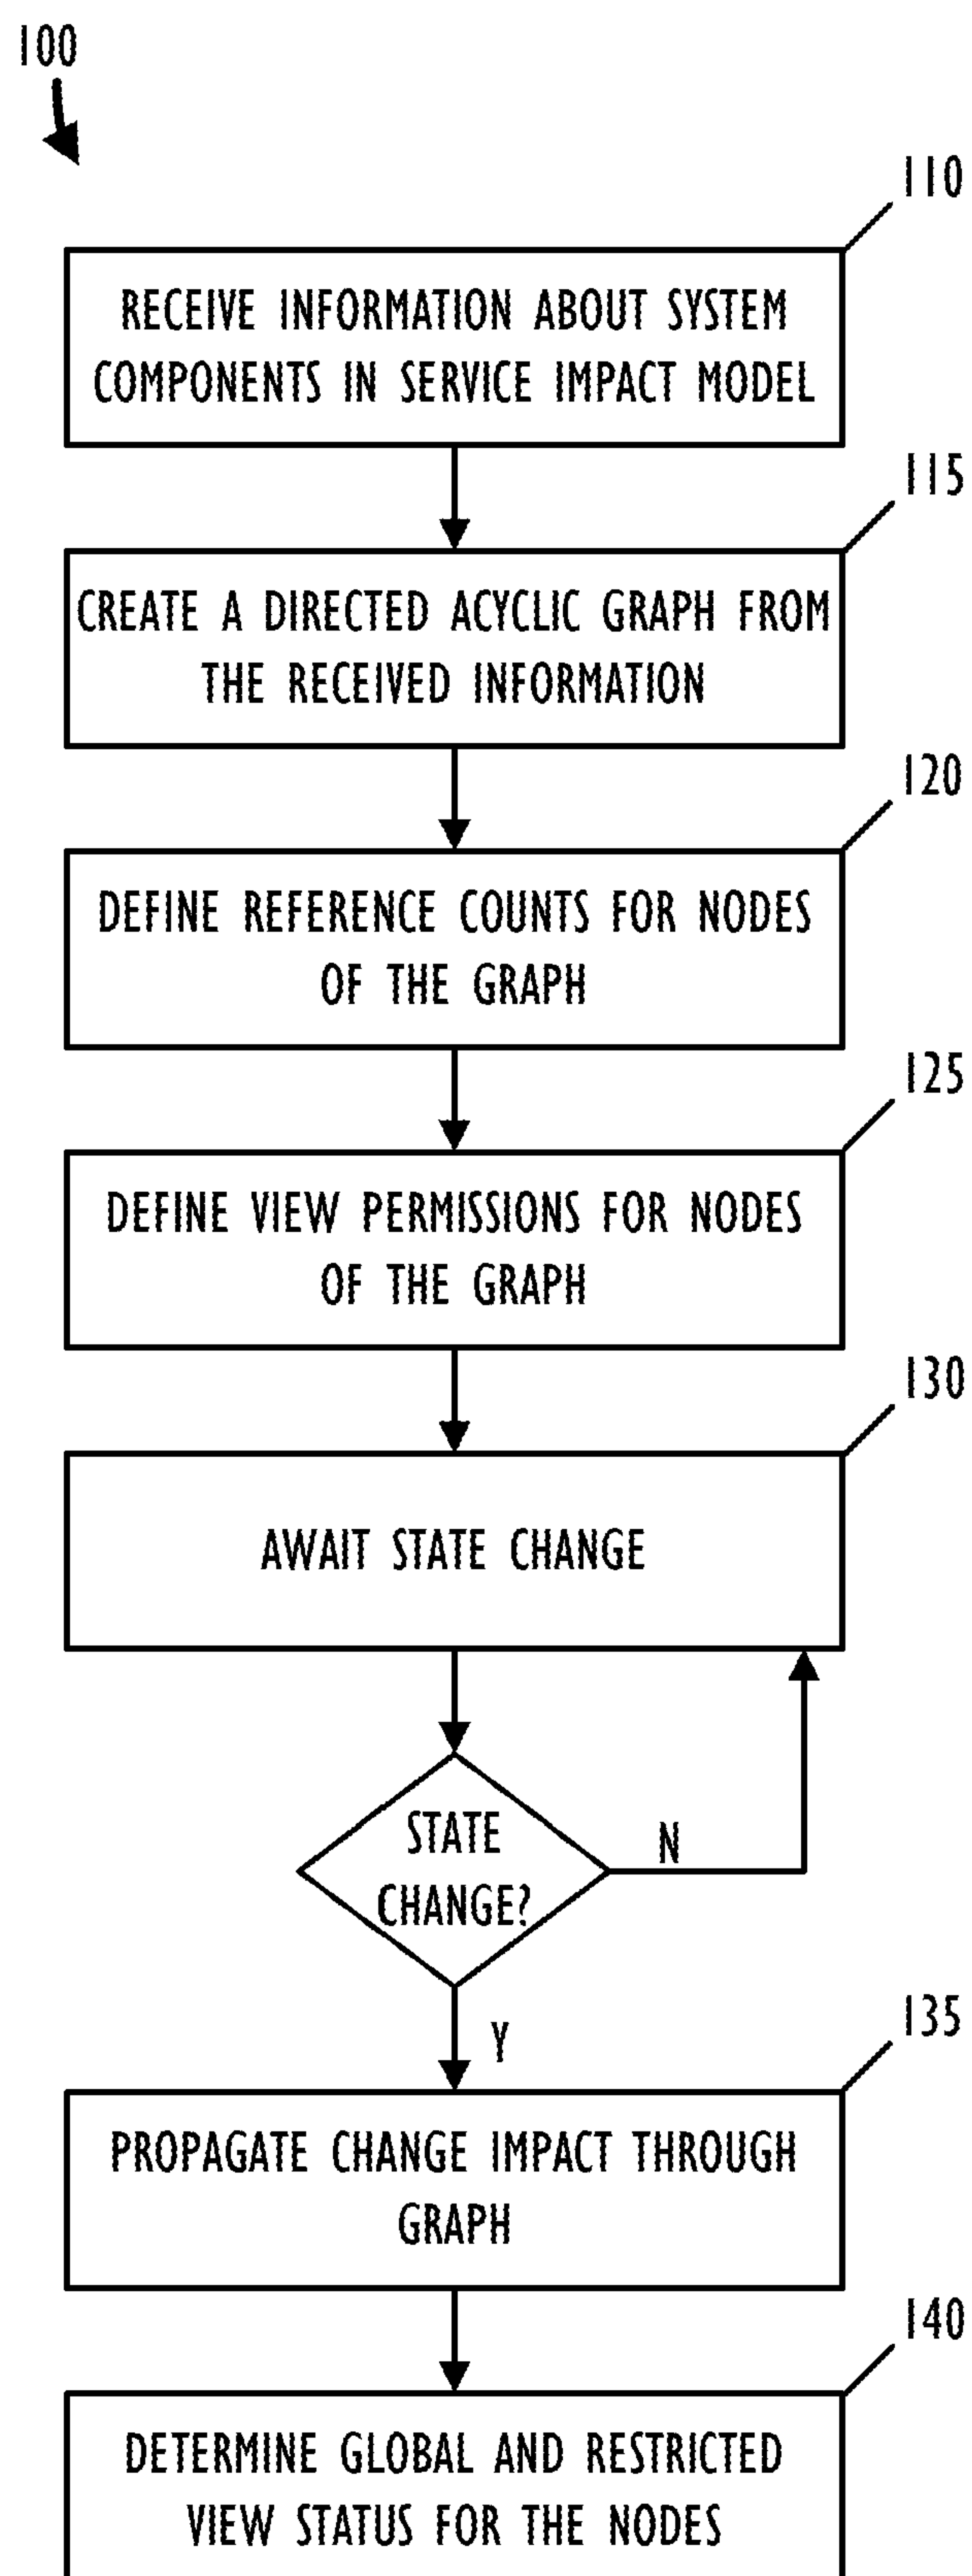 100
110
RECEIVE INFORMATION ABOUT SYSTEM
COMPONENTS IN SERVICE IMPACT MODEL
115
CREATE A DIRECTED ACYCLIC GRAPH FROM
THE RECEIVED INFORMATION
120
DEFINE REFERENCE COUNTS FOR NODES
OF THE GRAPH
125
DEFINE VIEW PERMISSIONS FOR NODES
OF THE GRAPH
130
AWAIT STATE CHANGE
STATE
CHANGE?
N
Y
135
PROPAGATE CHANGE IMPACT THROUGH
GRAPH
140
DETERMINE GLOBAL AND RESTRICTED
VIEW STATUS FOR THE NODES